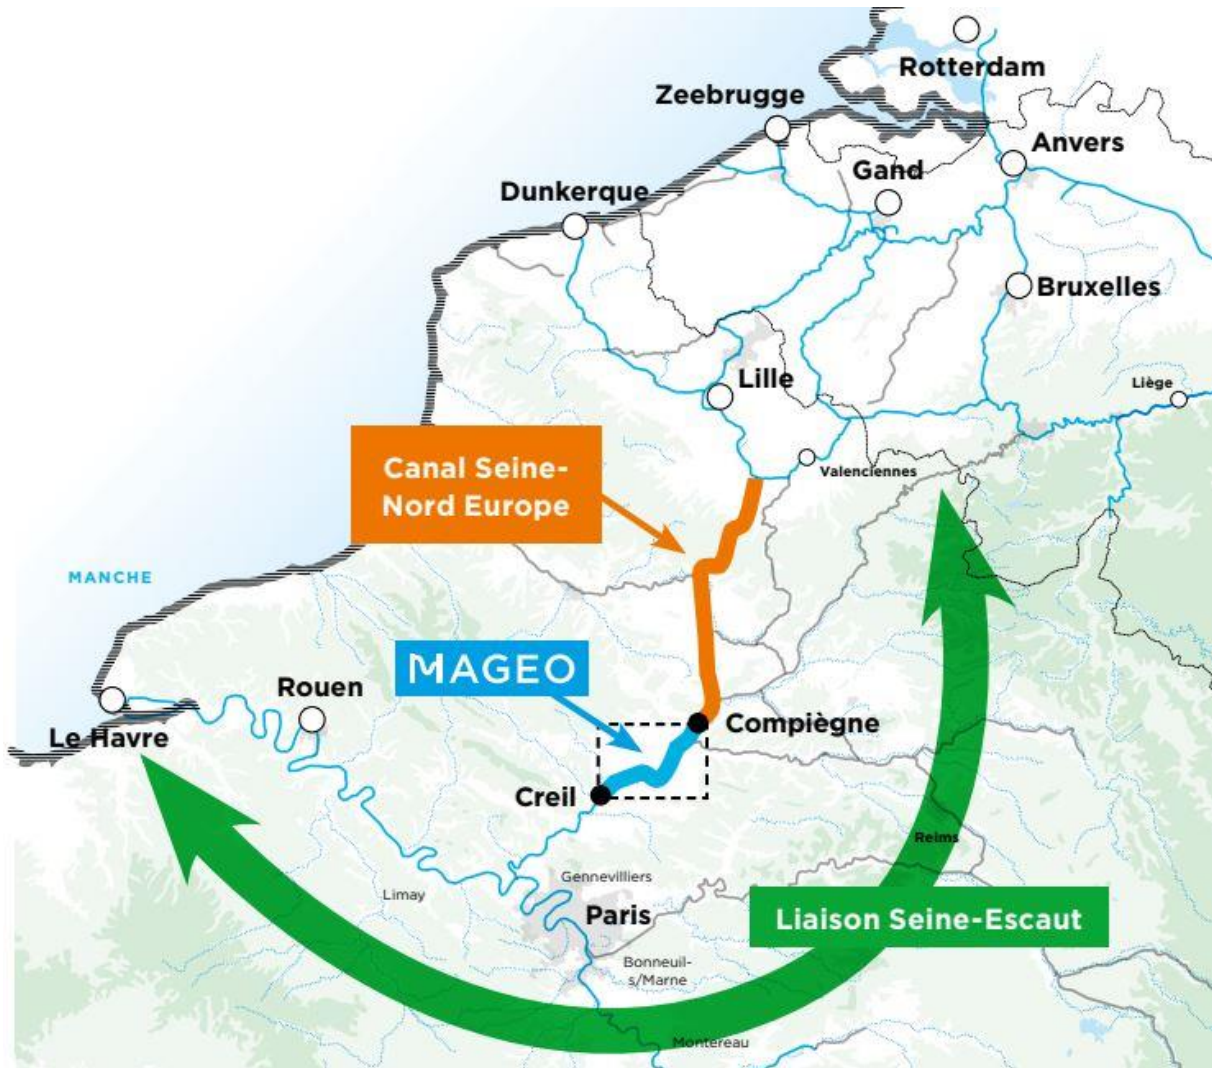 Rotterdam
Zeebrugge
Anvers
Gand
Dunkerque
Bruxelles
Lille
Liège
Canal Seine-
Nord Europe
Valenciennes
MANCHE
MAGEO
Rouen
Compiègne
Le Havre
Creil
Reims
Gennevilliers
Limay
Paris
Liaison Seine-Escaut
Bonneuil-
s/Marne
Montereau